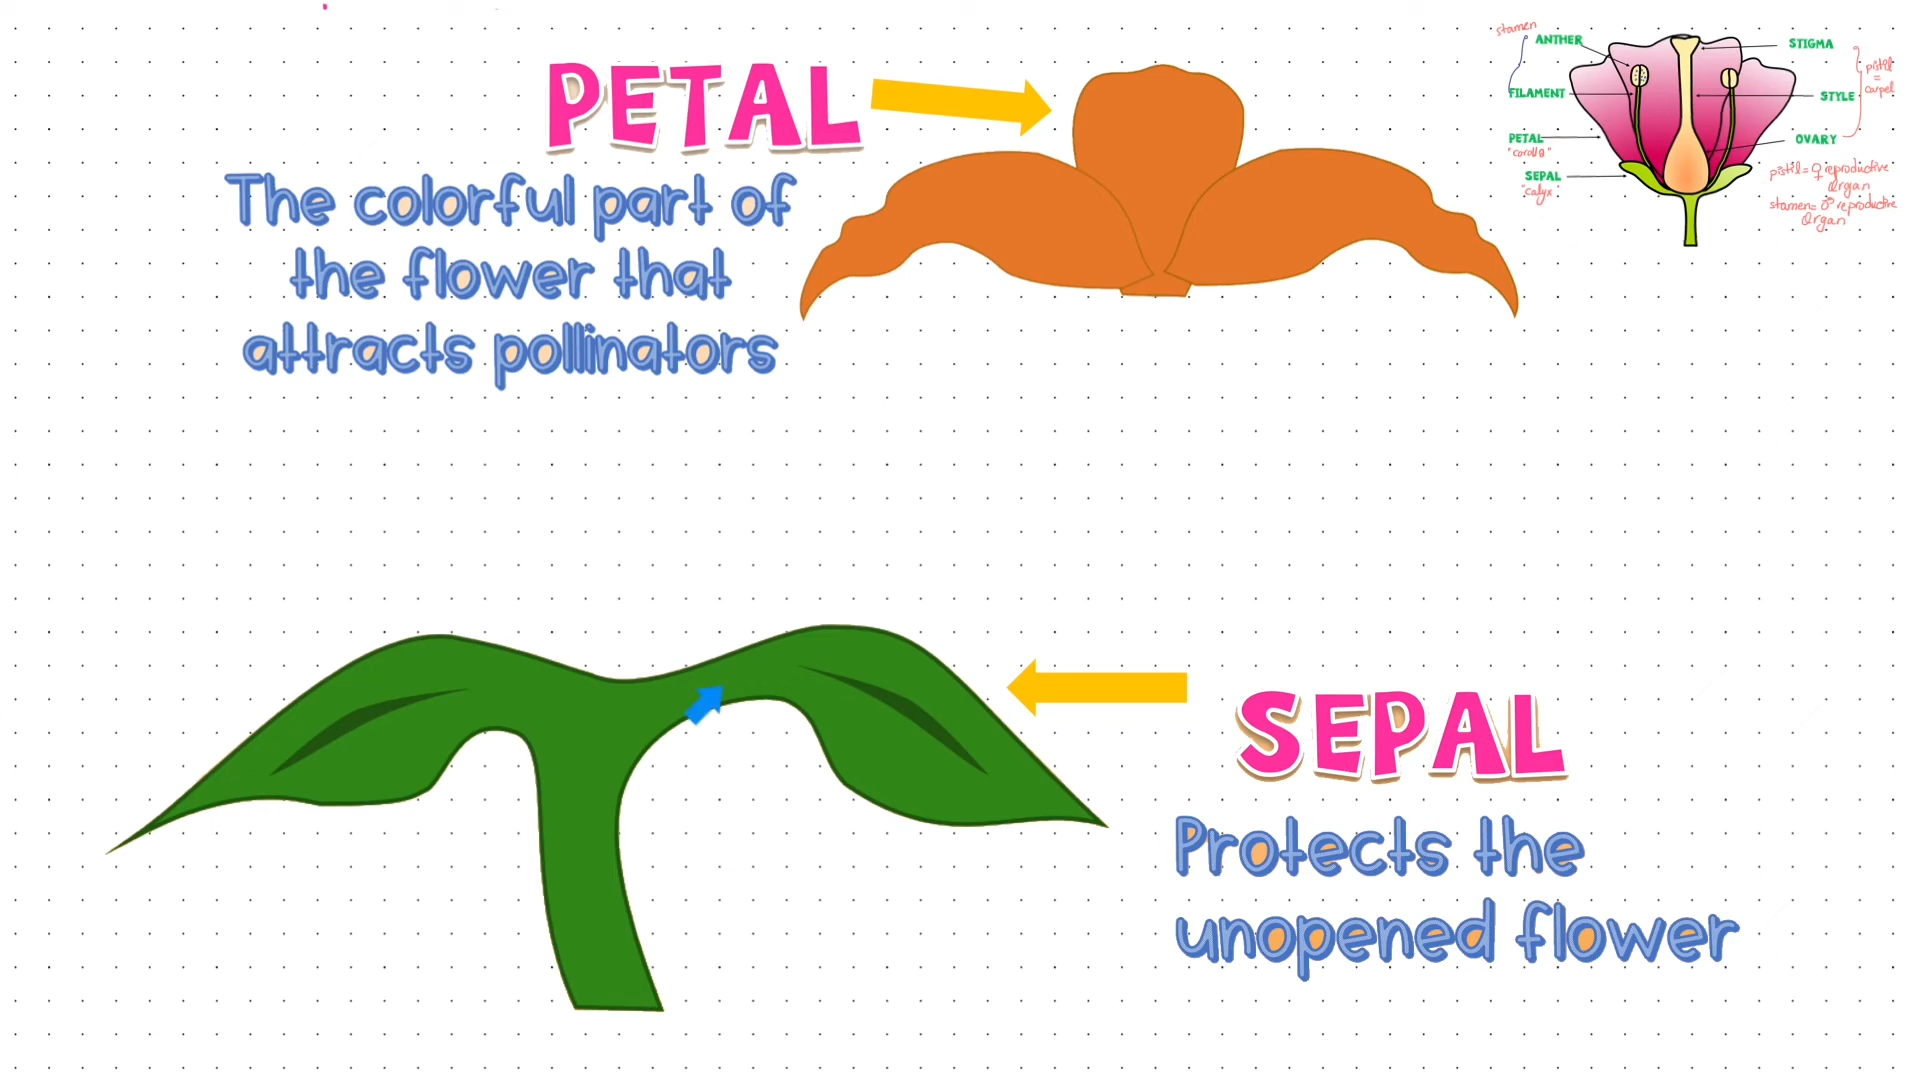 PETAL
The colorful part of
the flower that
attracts pollinators
stamen
ANTHER
FILAMENT
PETAL
"corolla"
SEPAL
"calyx"
STIGMA
STYLE
OVARY
pistil
=
carpel
pistil = ♀ reproductive
organ
stamen = ♂ reproductive
organ
SEPAL
Protects the
unopened flower